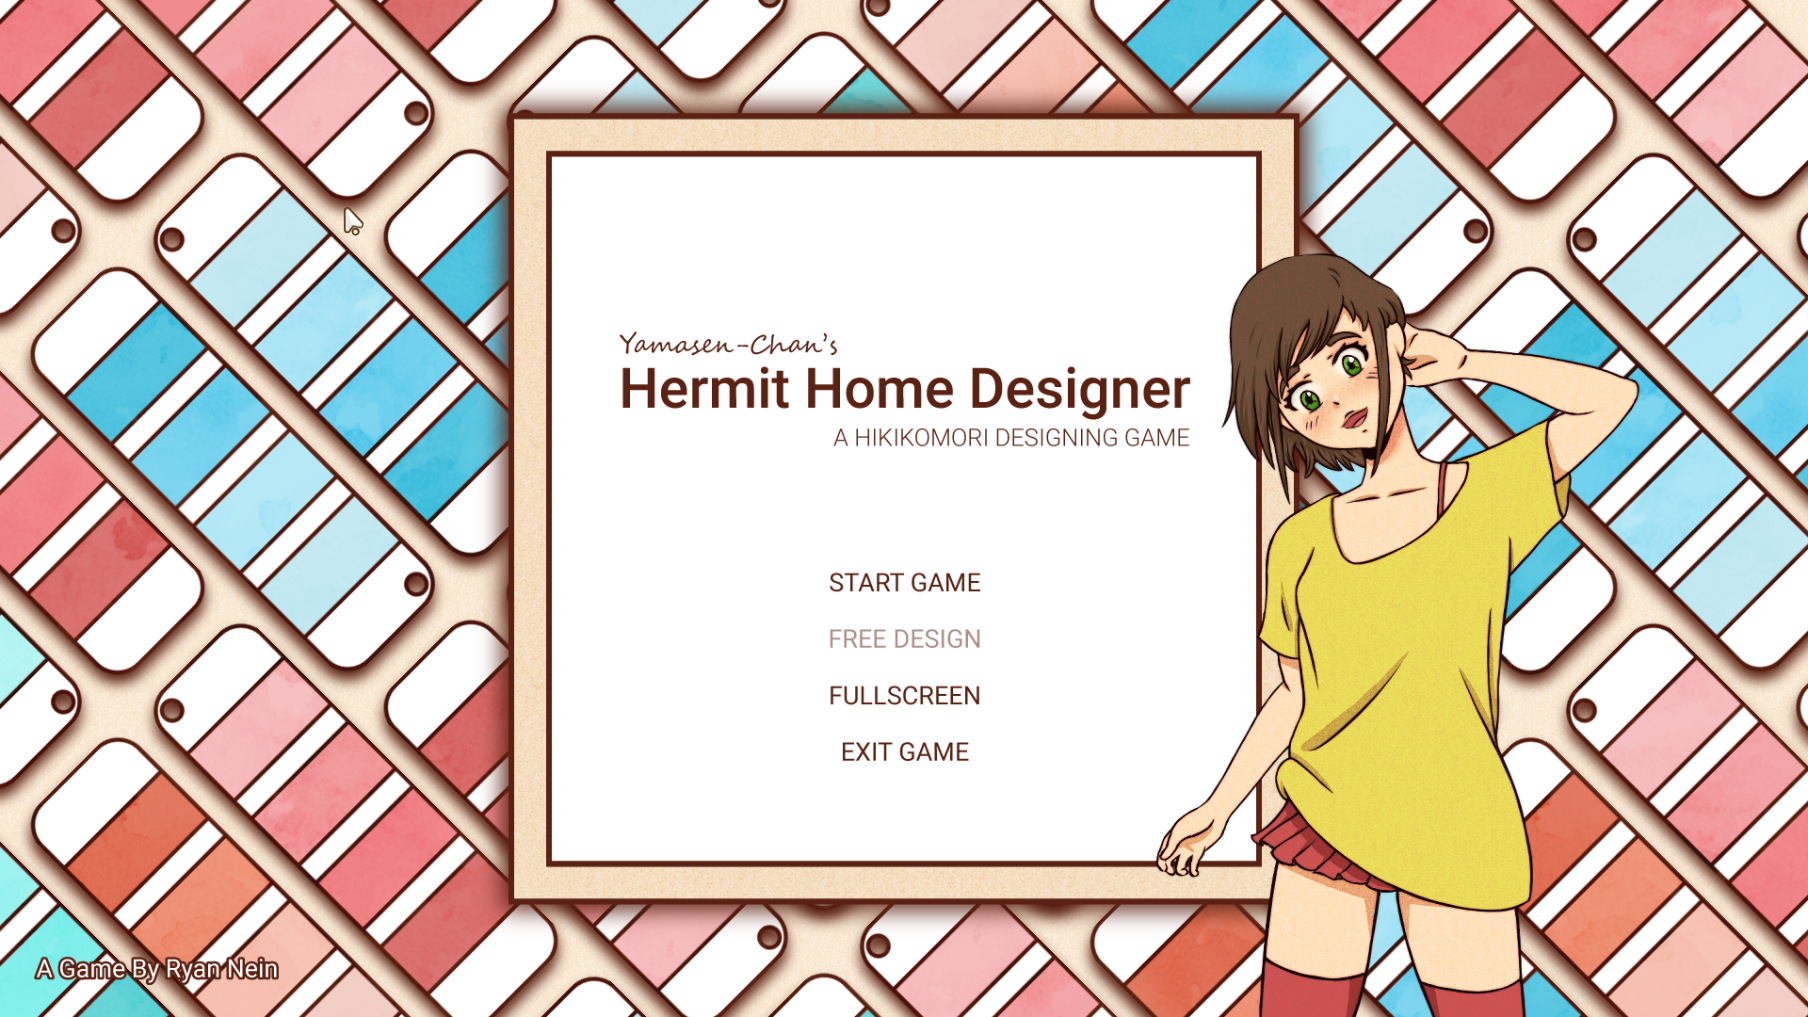 Yamasen-Chan's
Hermit Home Designer
A HIKIKOMORI DESIGNING GAME
START GAME
FREE DESIGN
FULLSCREEN
EXIT GAME
A Game By Ryan Nein